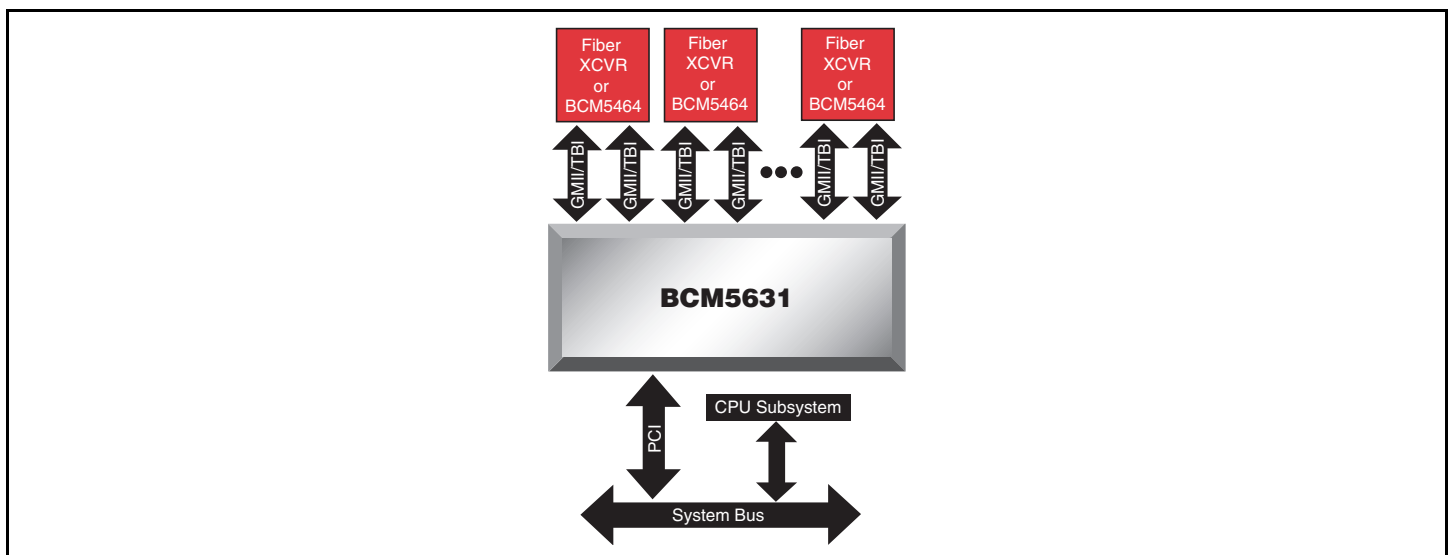 Fiber
XCVR
or
BCM5464
Fiber
XCVR
or
BCM5464
Fiber
XCVR
or
BCM5464
GMII/TBI
GMII/TBI
GMII/TBI
GMII/TBI
GMII/TBI
GMII/TBI
BCM5631
PCI
CPU Subsystem
System Bus